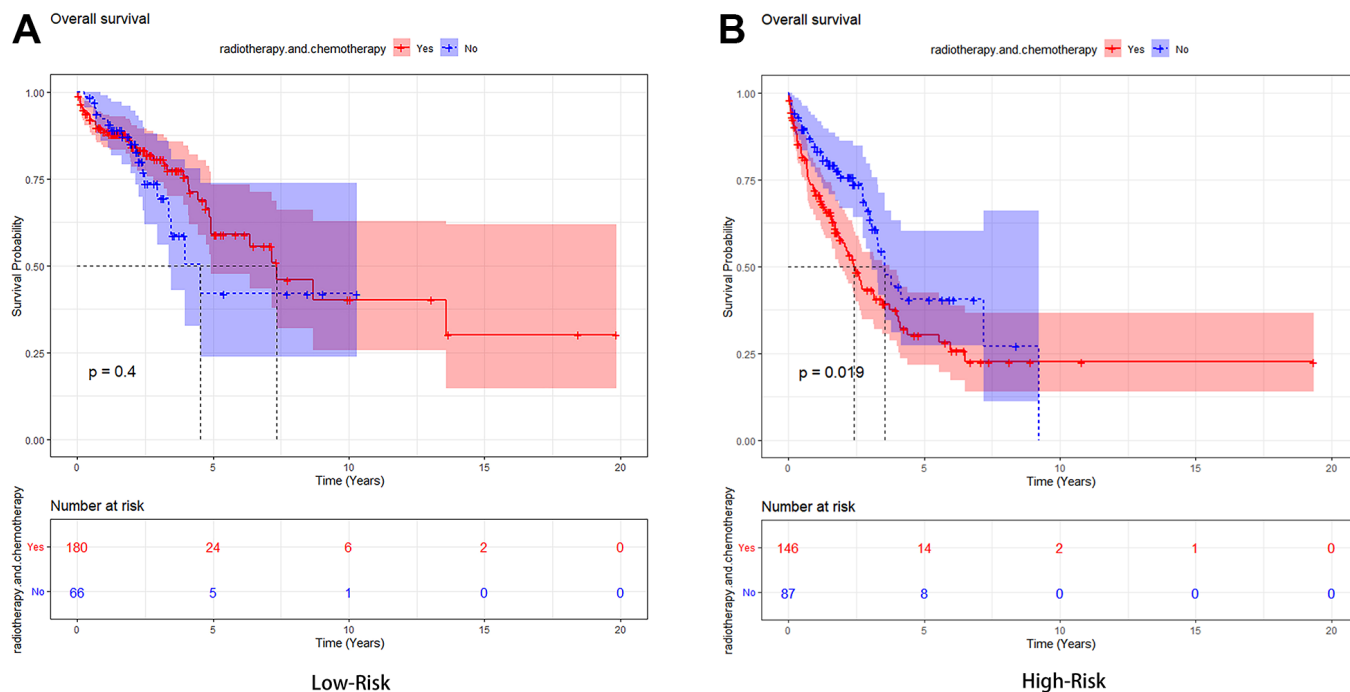 A
Overall survival
radiotherapy.and.chemotherapy Yes No
Survival Probability
1.00
0.75
0.50
0.25
0.00
p = 0.4
0 5 10 15 20
Time (Years)
Number at risk
radiotherapy.and.chemotherapy
Yes 180 24 6 2 0
No 66 5 1 0 0
0 5 10 15 20
Time (Years)
Low-Risk
B
Overall survival
radiotherapy.and.chemotherapy Yes No
Survival Probability
1.00
0.75
0.50
0.25
0.00
p = 0.019
0 5 10 15 20
Time (Years)
Number at risk
radiotherapy.and.chemotherapy
Yes 146 14 2 1 0
No 87 8 0 0 0
0 5 10 15 20
Time (Years)
High-Risk